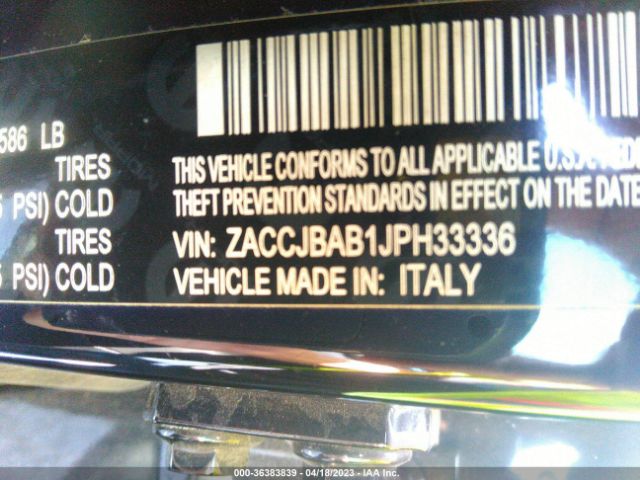 586 LB
TIRES
PSI) COLD
TIRES
PSI) COLD
THIS VEHICLE CONFORMS TO ALL APPLICABLE U.S.A.
THEFT PREVENTION STANDARDS IN EFFECT ON THE DATE
VIN: ZACCJBAB1JPH33336
VEHICLE MADE IN: ITALY
000-36383839 - 04/18/2023 - IAA Inc.